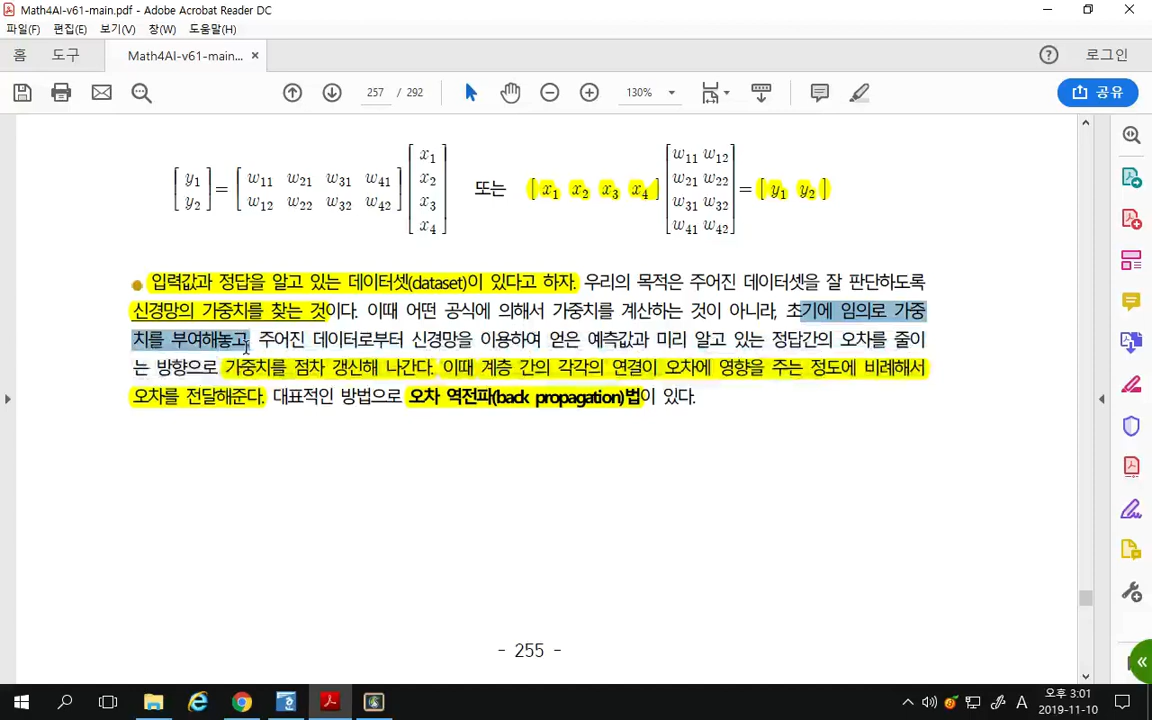 Math4AI-v61-main.pdf - Adobe Acrobat Reader DC
파일(F) 편집(E) 보기(V) 창(W) 도움말(H)
홈 도구 Math4AI-v61-main... × 로그인
257 / 292 130% 공유
[ y1 y2 ] = [ w11 w21 w31 w41 w12 w22 w32 w42 ] [ x1 x2 x3 x4 ] 또는 [ x1 x2 x3 x4 ] [ w11 w12 w21 w22 w31 w32 w41 w42 ] = [ y1 y2 ]
입력값과 정답을 알고 있는 데이터셋(dataset)이 있다고 하자. 우리의 목적은 주어진 데이터셋을 잘 판단하도록
신경망의 가중치를 찾는 것이다. 이때 어떤 공식에 의해서 가중치를 계산하는 것이 아니라, 초기에 임의로 가중
치를 부여해놓고, 주어진 데이터로부터 신경망을 이용하여 얻은 예측값과 미리 알고 있는 정답간의 오차를 줄이
는 방향으로 가중치를 점차 갱신해 나간다. 이때 계층 간의 각각의 연결이 오차에 영향을 주는 정도에 비례해서
오차를 전달해준다. 대표적인 방법으로 오차 역전파(back propagation)법이 있다.
- 255 -
A 오후 3:01
2019-11-10